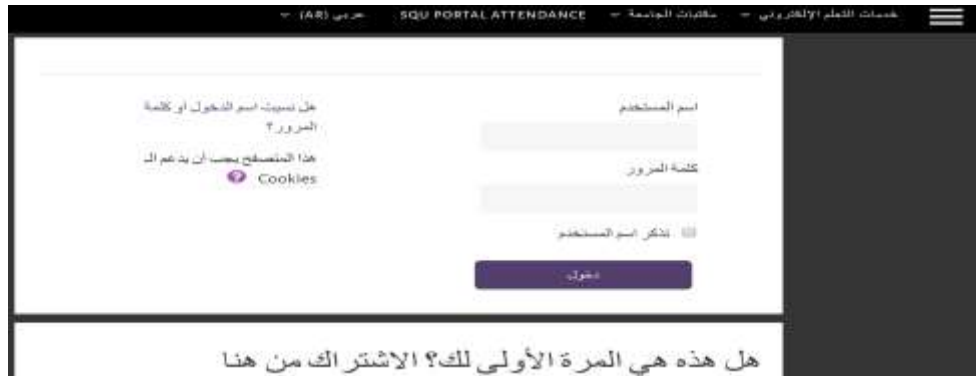 خدمات التعلم الإلكتروني مكتبات الجامعة SQU PORTAL ATTENDANCE عربي (AR)
اسم المستخدم
كلمة المرور
تذكر اسم المستخدم
دخول
هل نسيت اسم الدخول أو كلمة
المرور؟
هذا المتصفح يجب أن يدعم الـ
Cookies
هل هذه هي المرة الأولى لك؟ الاشتراك من هنا